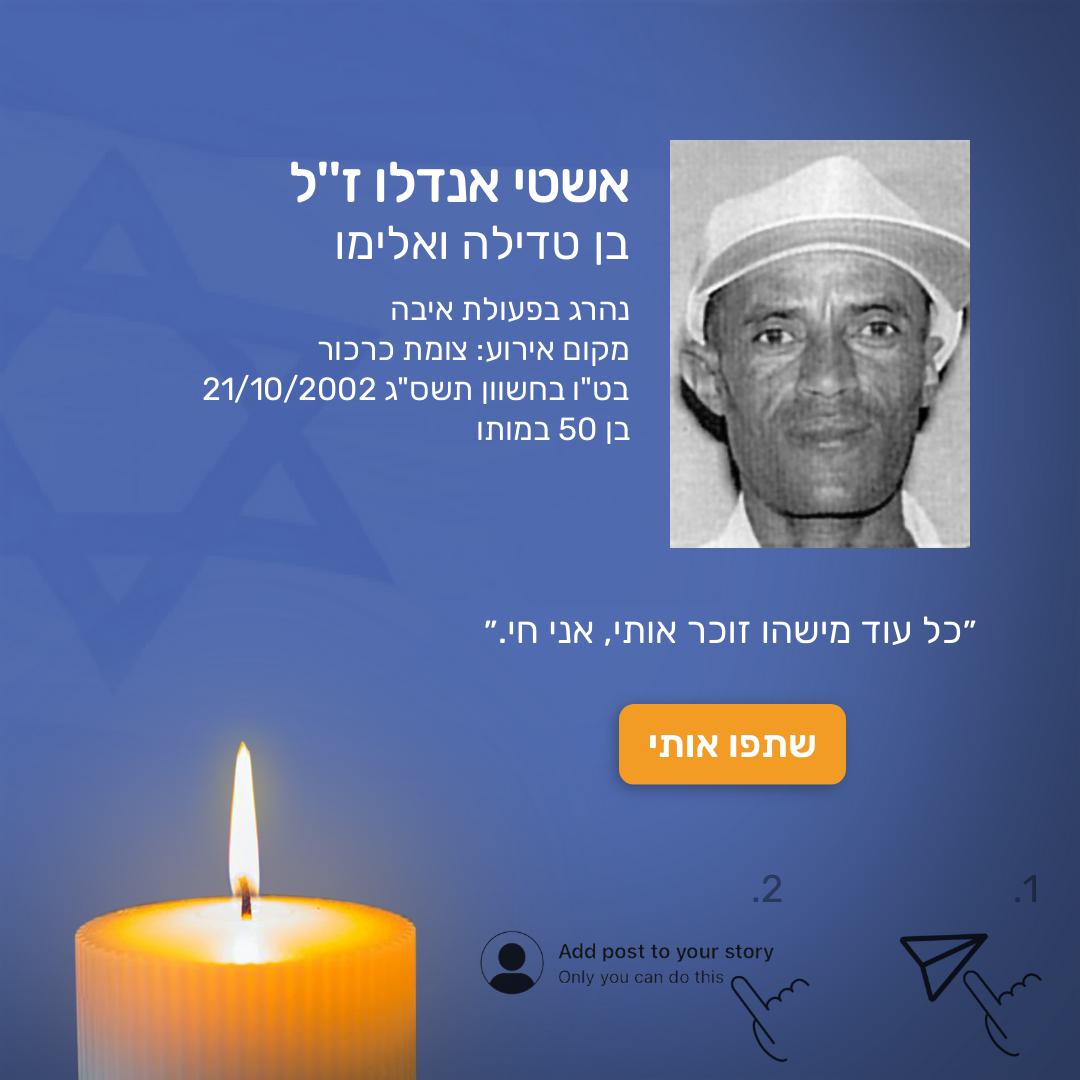 אשטי אנדלו ז"ל
בן טדילה ואלימו
נהרג בפעולת איבה
מקום אירוע: צומת כרכור
בט"ו בחשוון תשס"ג 21/10/2002
בן 50 במותו
״כל עוד מישהו זוכר אותי, אני חי.״
שתפו אותי
1.
2.
Add post to your story
Only you can do this